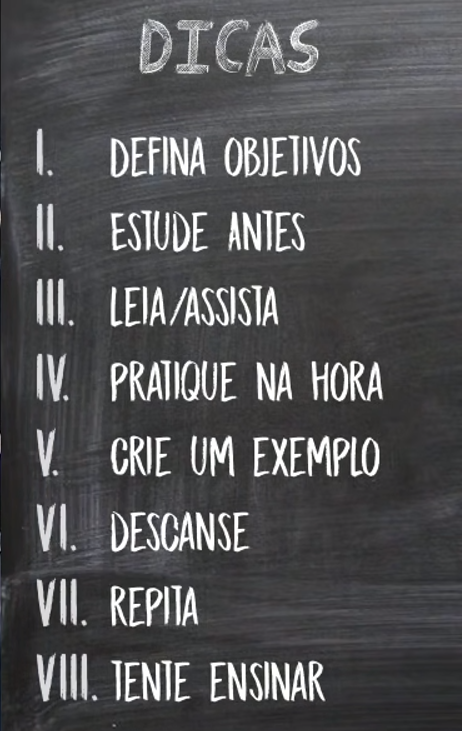 DICAS
I. DEFINA OBJETIVOS
II. ESTUDE ANTES
III. LEIA/ASSISTA
IV. PRATIQUE NA HORA
V. CRIE UM EXEMPLO
VI. DESCANSE
VII. REPITA
VIII. TENTE ENSINAR